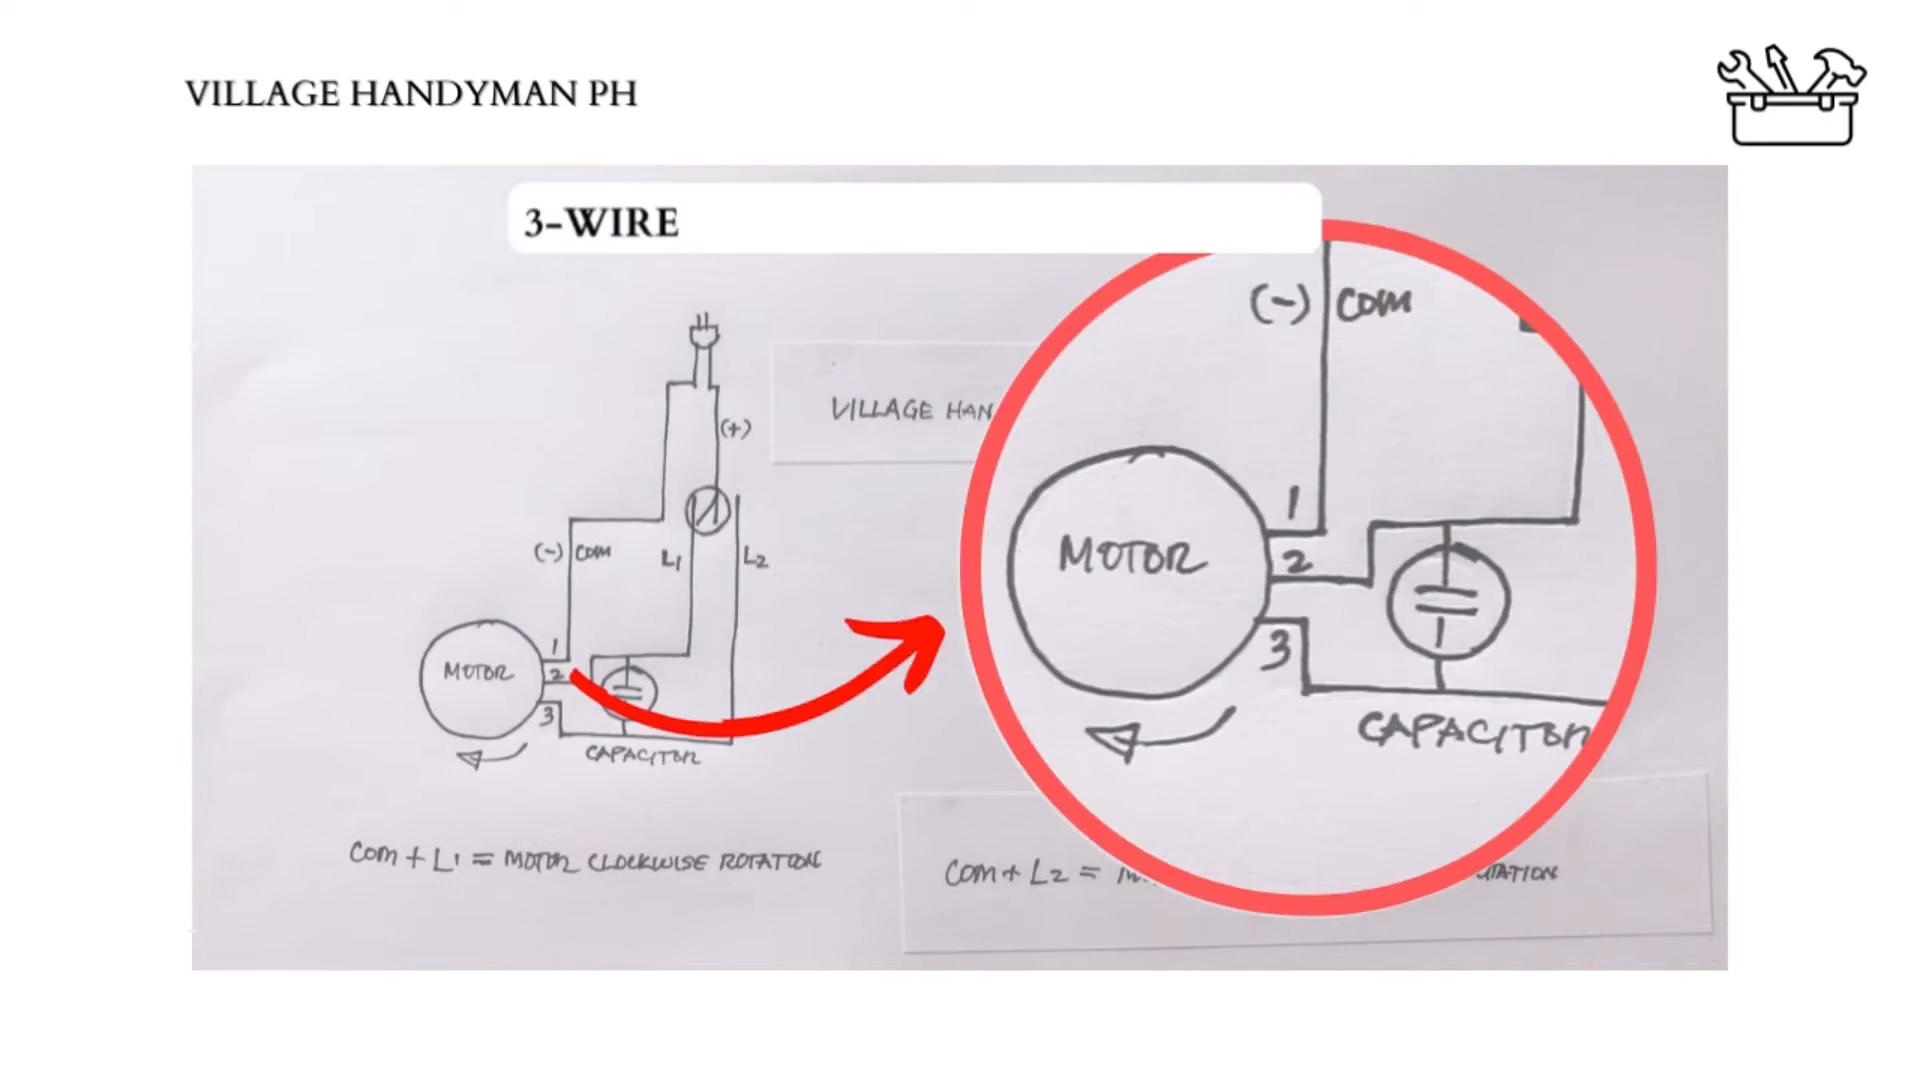 VILLAGE HANDYMAN PH
3-WIRE
(+)
VILLAGE HAN
(-) COM
L1
L2
MOTOR
1
2
3
CAPACITOR
COM + L1 = MOTOR CLOCKWISE ROTATION
(-) COM
MOTOR
1
2
3
CAPACITOR
COM + L2 =